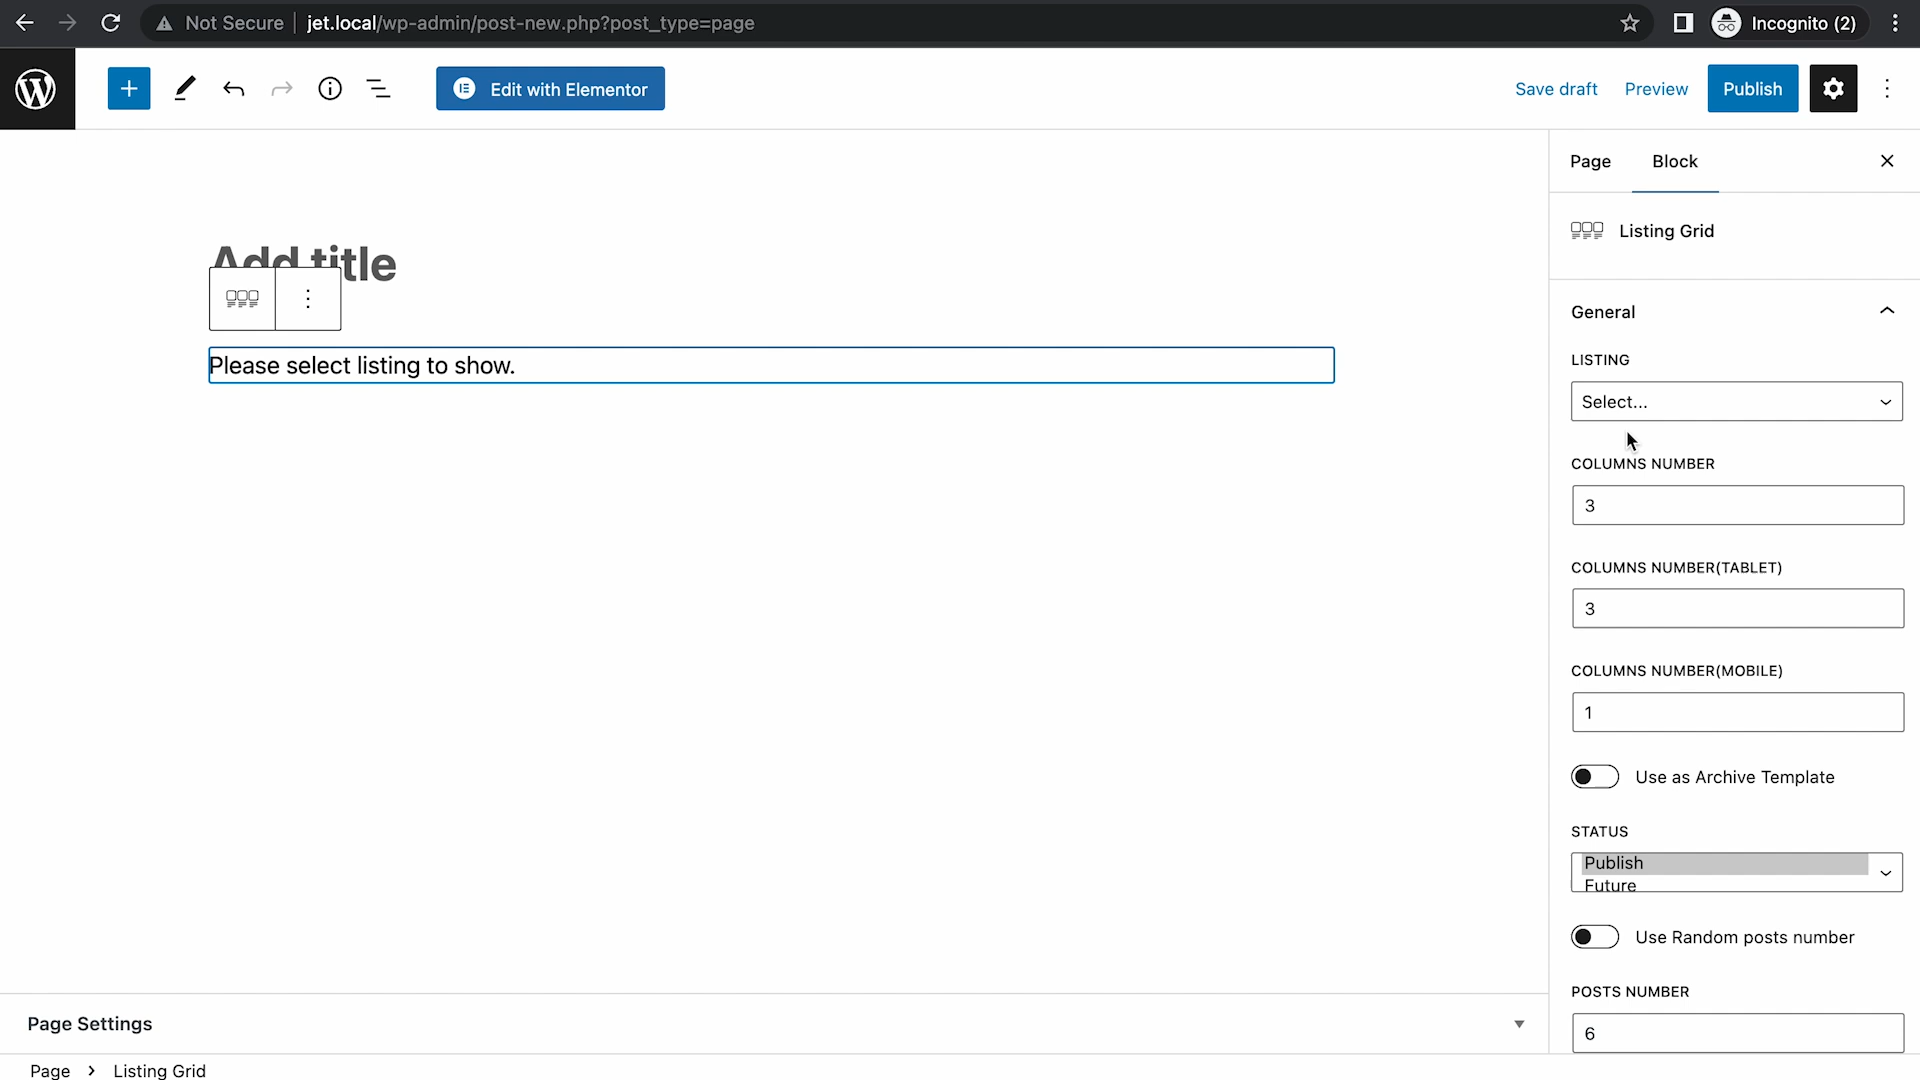 Not Secure
jet.local/wp-admin/post-new.php?post_type=page
Incognito (2)
Edit with Elementor
Save draft
Preview
Publish
Page
Block
Listing Grid
Add title
Please select listing to show.
General
LISTING
Select...
COLUMNS NUMBER
3
COLUMNS NUMBER(TABLET)
3
COLUMNS NUMBER(MOBILE)
1
Use as Archive Template
STATUS
Publish
Future
Use Random posts number
POSTS NUMBER
6
Page Settings
Page > Listing Grid